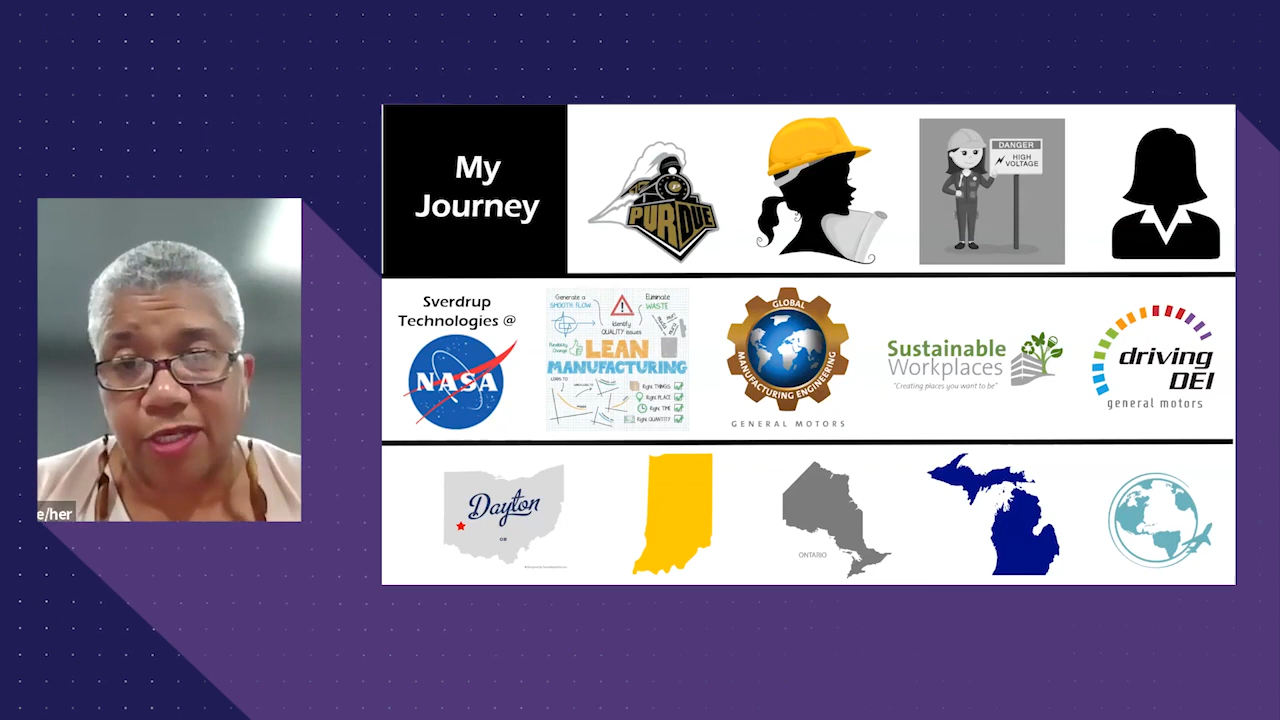 My
Journey
PURDUE
DANGER
HIGH
VOLTAGE
Sverdrup
Technologies @
NASA
Generate a
SMOOTH FLOW
Eliminate
WASTE
Identify
QUALITY issues
Flexibility
Change
LEAN
MANUFACTURING
Right THINGS
Right PLACE
Right TIME
Right QUANTITY
GLOBAL
MANUFACTURING ENGINEERING
GENERAL MOTORS
Sustainable
Workplaces
"Creating places you want to be"
driving
DEI
general motors
e/her
Dayton
OH
ONTARIO